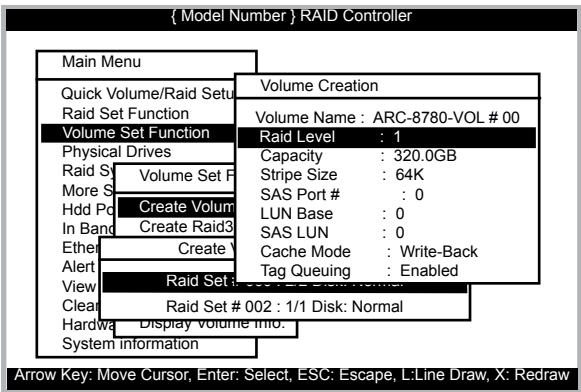 { Model Number } RAID Controller
Main Menu
Quick Volume/Raid Setu
Raid Set Function
Volume Set Function
Physical Drives
Raid Sy
More S
Hdd Po
In Banc
Ether
Alert
View
Clear
Hardwa
System information
Volume Set F
Create Volum
Create Raid3
Display Volume Info.
Create V
Raid Set #
Raid Set # 002 : 1/1 Disk: Normal
Volume Creation
Volume Name : ARC-8780-VOL # 00
Raid Level : 1
Capacity : 320.0GB
Stripe Size : 64K
SAS Port # : 0
LUN Base : 0
SAS LUN : 0
Cache Mode : Write-Back
Tag Queuing : Enabled
Arrow Key: Move Cursor, Enter: Select, ESC: Escape, L:Line Draw, X: Redraw